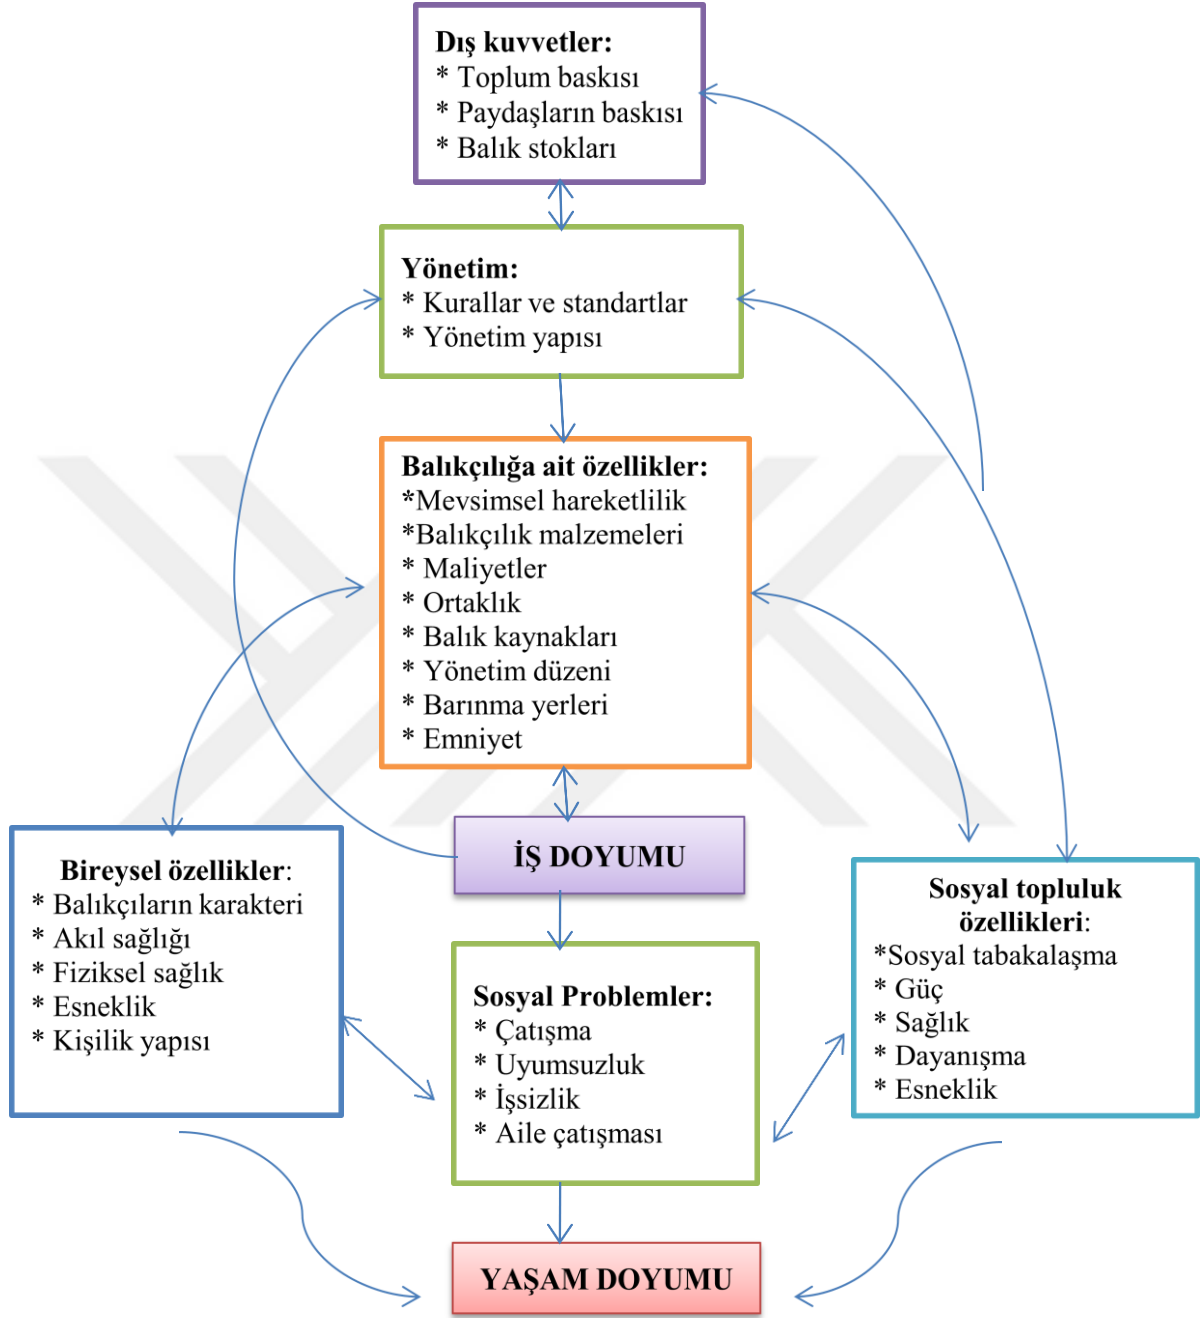 Dış kuvvetler:
* Toplum baskısı
* Paydaşların baskısı
* Balık stokları
Yönetim:
* Kurallar ve standartlar
* Yönetim yapısı
Balıkçılığa ait özellikler:
*Mevsimsel hareketlilik
*Balıkçılık malzemeleri
* Maliyetler
* Ortaklık
* Balık kaynakları
* Yönetim düzeni
* Barınma yerleri
* Emniyet
İŞ DOYUMU
Bireysel özellikler:
* Balıkçıların karakteri
* Akıl sağlığı
* Fiziksel sağlık
* Esneklik
* Kişilik yapısı
Sosyal topluluk
özellikleri:
*Sosyal tabakalaşma
* Güç
* Sağlık
* Dayanışma
* Esneklik
Sosyal Problemler:
* Çatışma
* Uyumsuzluk
* İşsizlik
* Aile çatışması
YAŞAM DOYUMU